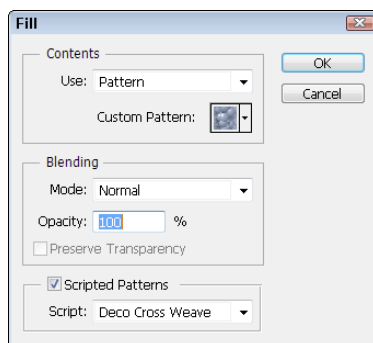 Fill
Contents
Use: Pattern
Custom Pattern:
OK
Cancel
Blending
Mode: Normal
Opacity: 100 %
Preserve Transparency
Scripted Patterns
Script: Deco Cross Weave